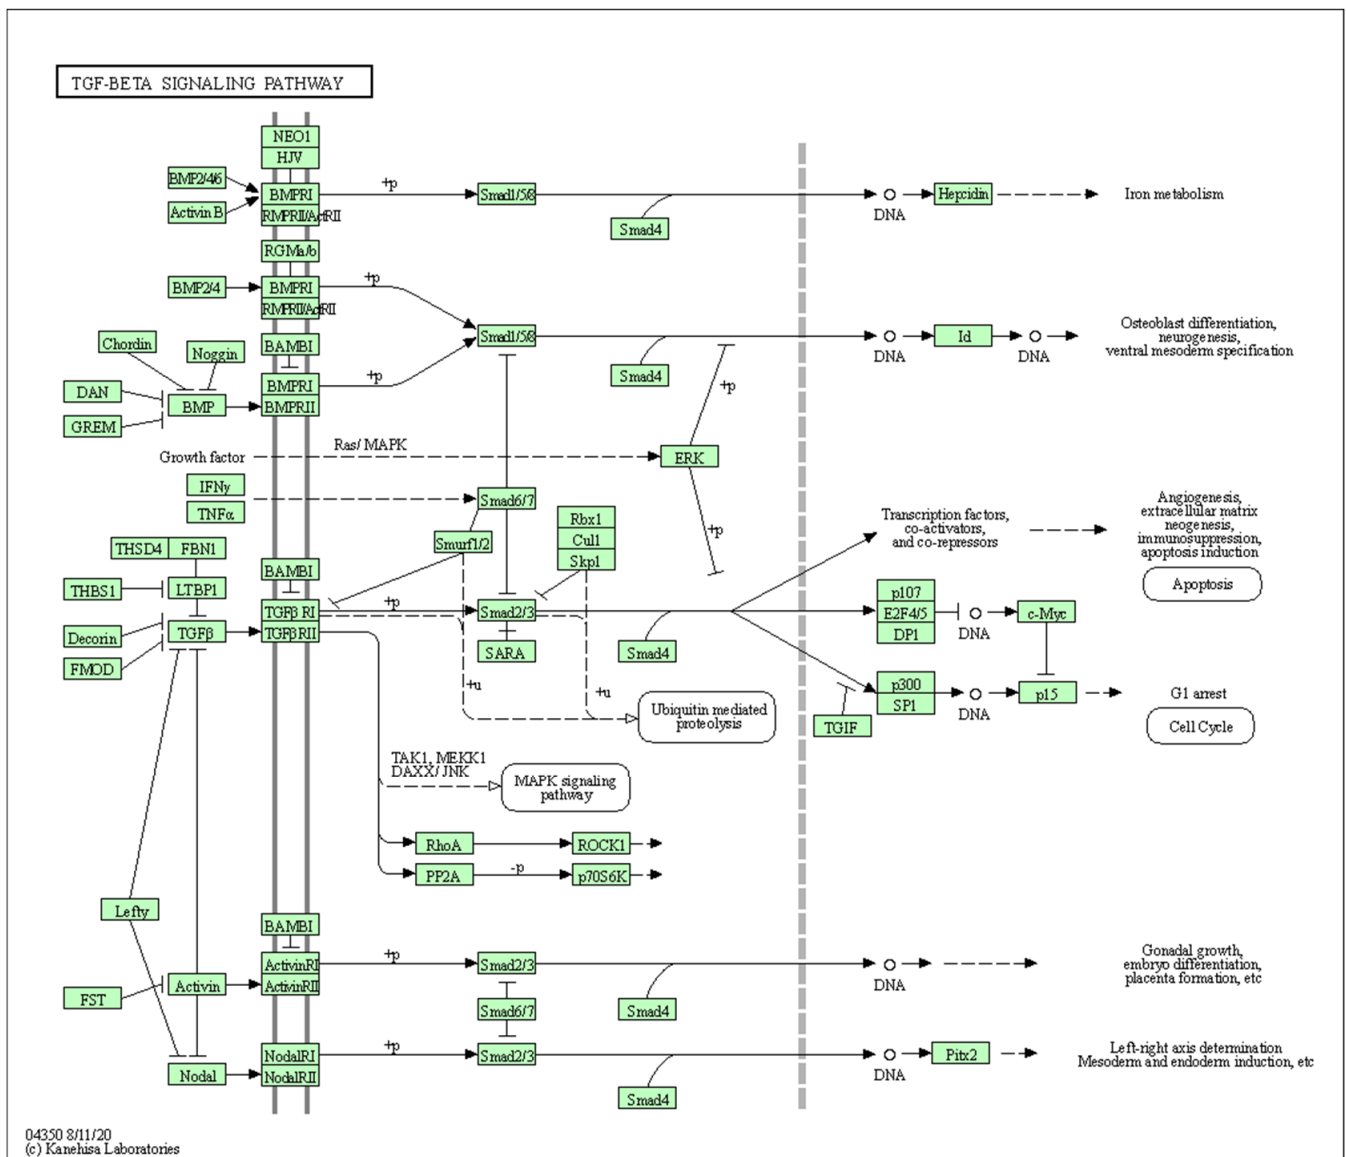 TGF-BETA SIGNALING PATHWAY
NEO1
HJV
BMP2/4/6
Activin B
BMPRI
RMPRII/ActRII
+p
Smad1/5/8
Smad4
DNA
Hepcidin
Iron metabolism
RGMa/b
BMP2/4
BMPRI
RMPRII/ActRII
+p
Smad1/5/8
Smad4
DNA
Id
DNA
Osteoblast differentiation,
neurogenesis,
ventral mesoderm specification
Chordin
Noggin
BAMBI
DAN
GREM
BMP
BMPRI
BMPRII
+p
+p
Growth factor
Ras/ MAPK
ERK
IFNγ
TNFα
Smad6/7
+p
Smurf1/2
Rbx1
Cul1
Skp1
Transcription factors,
co-activators,
and co-repressors
Angiogenesis,
extracellular matrix
neogenesis,
immunosuppression,
apoptosis induction
Apoptosis
THSD4
FBN1
THBS1
LTBP1
BAMBI
Decorin
FMOD
TGFβ
TGFβ RI
TGFβ RII
+p
Smad2/3
SARA
Smad4
p107
E2F4/5
DP1
DNA
c-Myc
+u
+u
Ubiquitin mediated
proteolysis
TGIF
p300
SP1
DNA
p15
G1 arrest
Cell Cycle
TAK1, MEKK1
DAXX/ JNK
MAPK signaling
pathway
RhoA
ROCK1
PP2A
-p
p70S6K
Lefty
BAMBI
FST
Activin
ActivinRI
ActivinRII
+p
Smad2/3
Smad4
DNA
Gonadal growth,
embryo differentiation,
placenta formation, etc
Smad6/7
Nodal
NodalRI
NodalRII
+p
Smad2/3
Smad4
DNA
Pitx2
Left-right axis determination
Mesoderm and endoderm induction, etc
04350 8/11/20
(c) Kanehisa Laboratories